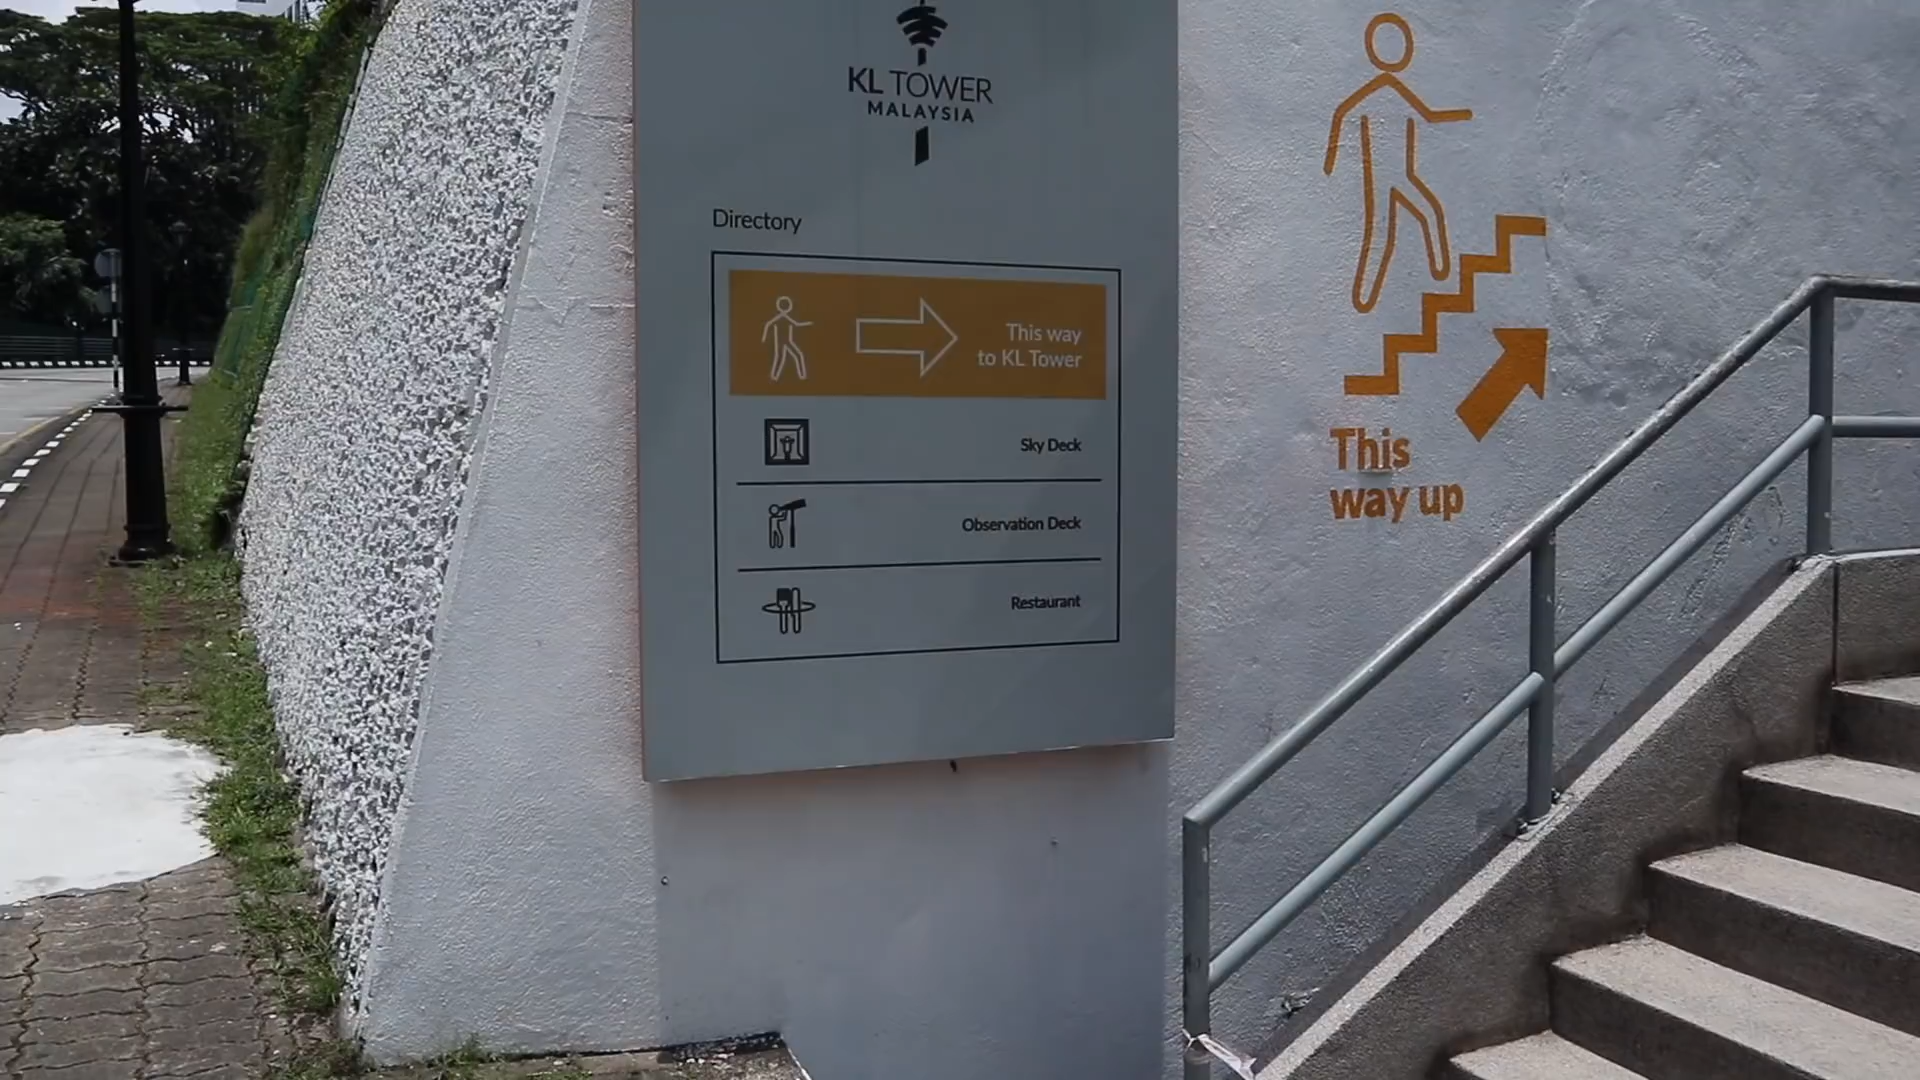 KL TOWER
MALAYSIA
Directory
This way
to KL Tower
Sky Deck
Observation Deck
Restaurant
This
way up